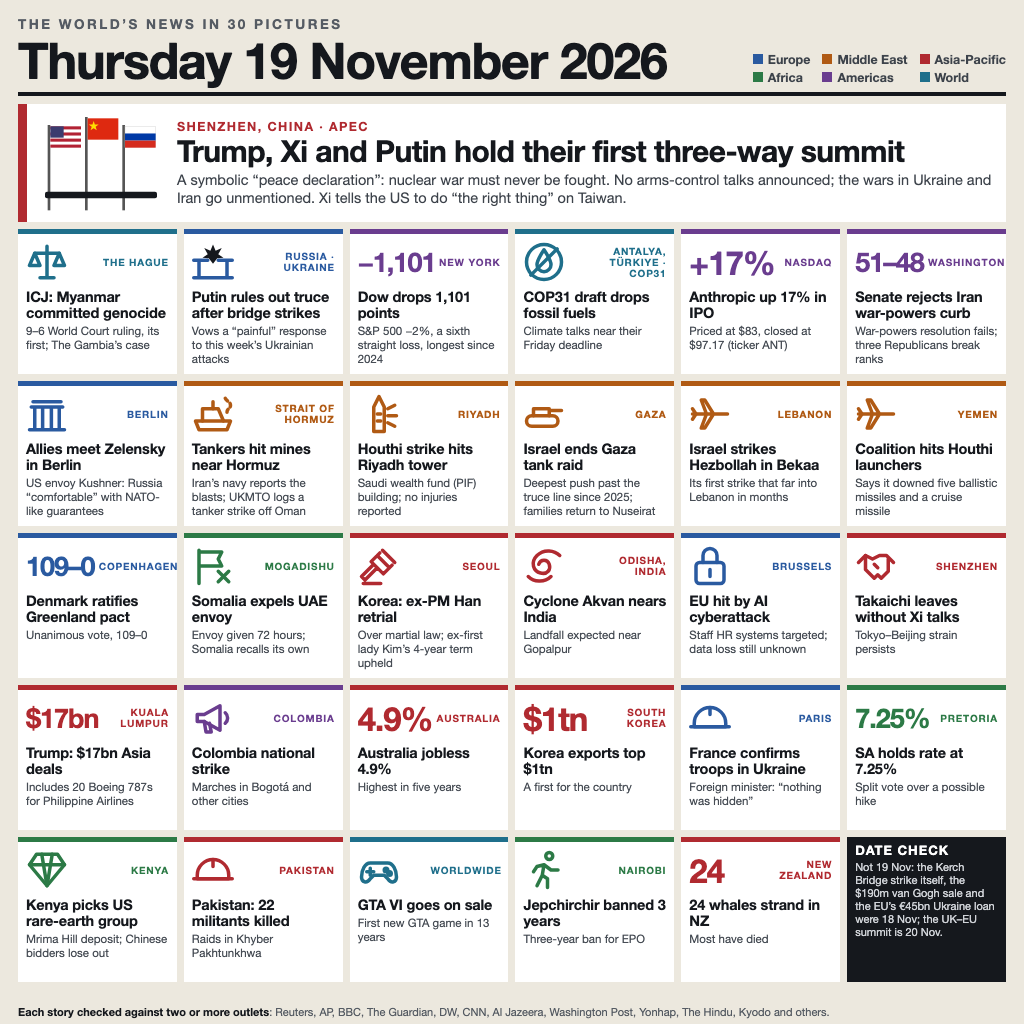 THE WORLD'S NEWS IN 30 PICTURES
Thursday 19 November 2026
Europe
Middle East
Asia-Pacific
Africa
Americas
World
SHENZHEN, CHINA · APEC
Trump, Xi and Putin hold their first three-way summit
A symbolic “peace declaration”: nuclear war must never be fought. No arms-control talks announced; the wars in Ukraine and
Iran go unmentioned. Xi tells the US to do “the right thing” on Taiwan.
THE HAGUE
ICJ: Myanmar
committed genocide
9–6 World Court ruling, its
first; The Gambia’s case
RUSSIA ·
UKRAINE
Putin rules out truce
after bridge strikes
Vows a “painful” response
to this week’s Ukrainian
attacks
−1,101
NEW YORK
Dow drops 1,101
points
S&P 500 −2%, a sixth
straight loss, longest since
2024
ANTALYA,
TÜRKIYE ·
COP31
COP31 draft drops
fossil fuels
Climate talks near their
Friday deadline
+17%
NASDAQ
Anthropic up 17% in
IPO
Priced at $83, closed at
$97.17 (ticker ANT)
51–48
WASHINGTON
Senate rejects Iran
war-powers curb
War-powers resolution fails;
three Republicans break
ranks
BERLIN
Allies meet Zelensky
in Berlin
US envoy Kushner: Russia
“comfortable” with NATO-
like guarantees
STRAIT OF
HORMUZ
Tankers hit mines
near Hormuz
Iran’s navy reports the
blasts; UKMTO logs a
tanker strike off Oman
RIYADH
Houthi strike hits
Riyadh tower
Saudi wealth fund (PIF)
building; no injuries
reported
GAZA
Israel ends Gaza
tank raid
Deepest push past the
truce line since 2025;
families return to Nuseirat
LEBANON
Israel strikes
Hezbollah in Bekaa
Its first strike that far into
Lebanon in months
YEMEN
Coalition hits Houthi
launchers
Says it downed five ballistic
missiles and a cruise
missile
109–0
COPENHAGEN
Denmark ratifies
Greenland pact
Unanimous vote, 109–0
MOGADISHU
Somalia expels UAE
envoy
Envoy given 72 hours;
Somalia recalls its own
SEOUL
Korea: ex-PM Han
retrial
Over martial law; ex-first
lady Kim’s 4-year term
upheld
ODISHA,
INDIA
Cyclone Akvan nears
India
Landfall expected near
Gopalpur
BRUSSELS
EU hit by AI
cyberattack
Staff HR systems targeted;
data loss still unknown
SHENZHEN
Takaichi leaves
without Xi talks
Tokyo–Beijing strain
persists
$17bn
KUALA
LUMPUR
Trump: $17bn Asia
deals
Includes 20 Boeing 787s
for Philippine Airlines
COLOMBIA
Colombia national
strike
Marches in Bogotá and
other cities
4.9%
AUSTRALIA
Australia jobless
4.9%
Highest in five years
$1tn
SOUTH
KOREA
Korea exports top
$1tn
A first for the country
PARIS
France confirms
troops in Ukraine
Foreign minister: “nothing
was hidden”
7.25%
PRETORIA
SA holds rate at
7.25%
Split vote over a possible
hike
KENYA
Kenya picks US
rare-earth group
Mrima Hill deposit; Chinese
bidders lose out
PAKISTAN
Pakistan: 22
militants killed
Raids in Khyber
Pakhtunkhwa
WORLDWIDE
GTA VI goes on sale
First new GTA game in 13
years
NAIROBI
Jepchirchir banned 3
years
Three-year ban for EPO
24
NEW
ZEALAND
24 whales strand in
NZ
Most have died
DATE CHECK
Not 19 Nov: the Kerch
Bridge strike itself, the
$190m van Gogh sale and
the EU’s €45bn Ukraine loan
were 18 Nov; the UK–EU
summit is 20 Nov.
Each story checked against two or more outlets: Reuters, AP, BBC, The Guardian, DW, CNN, Al Jazeera, Washington Post, Yonhap, The Hindu, Kyodo and others.